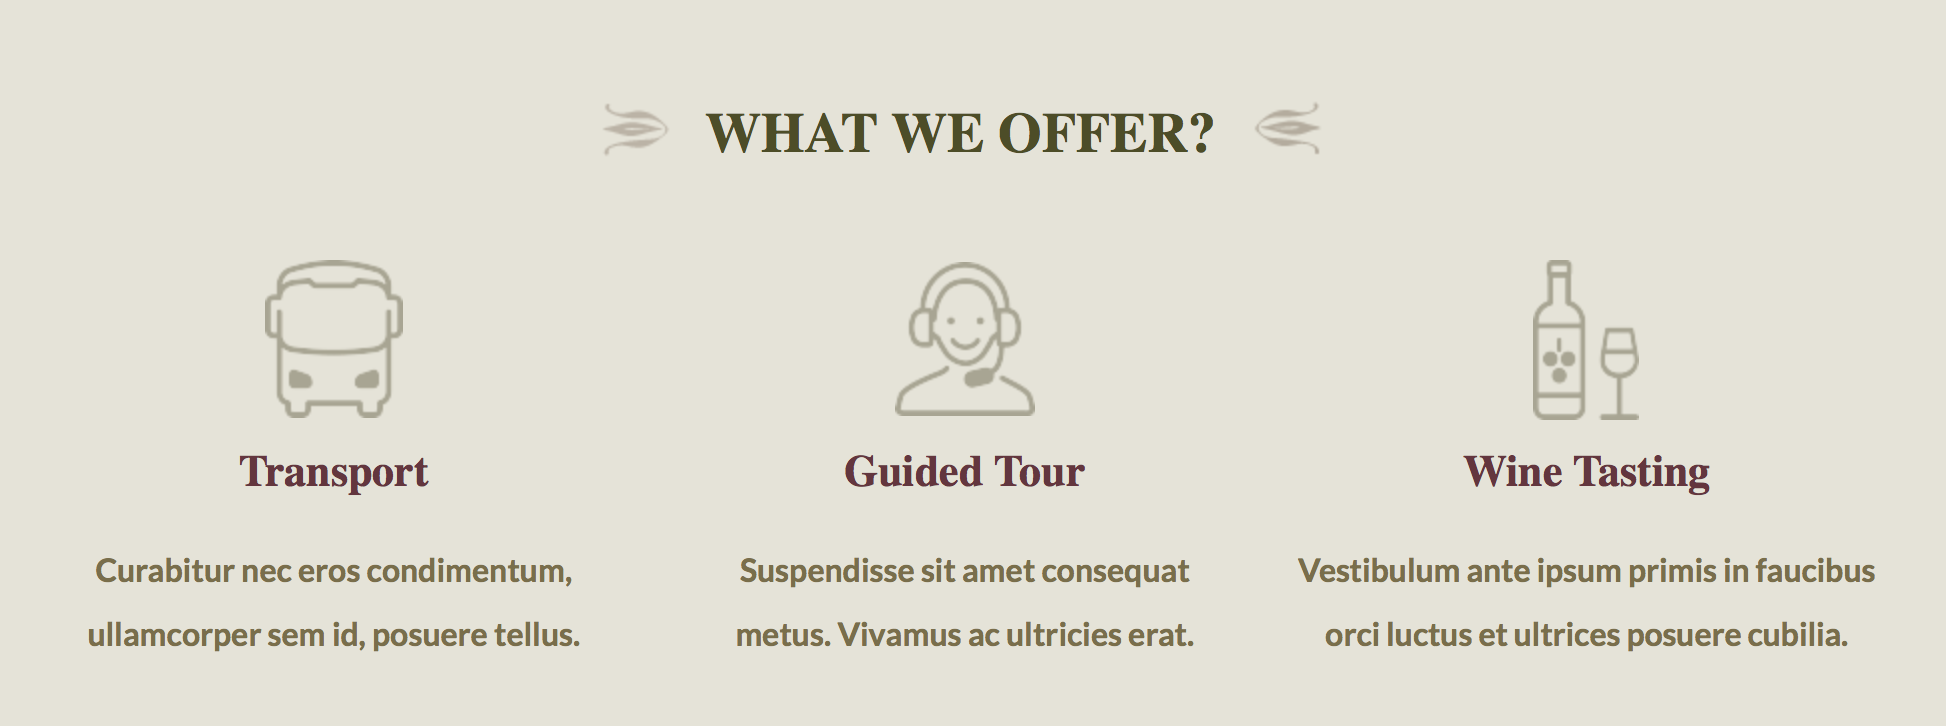 WHAT WE OFFER?
Transport
Curabitur nec eros condimentum,
ullamcorper sem id, posuere tellus.
Guided Tour
Suspendisse sit amet consequat
metus. Vivamus ac ultricies erat.
Wine Tasting
Vestibulum ante ipsum primis in faucibus
orci luctus et ultrices posuere cubilia.